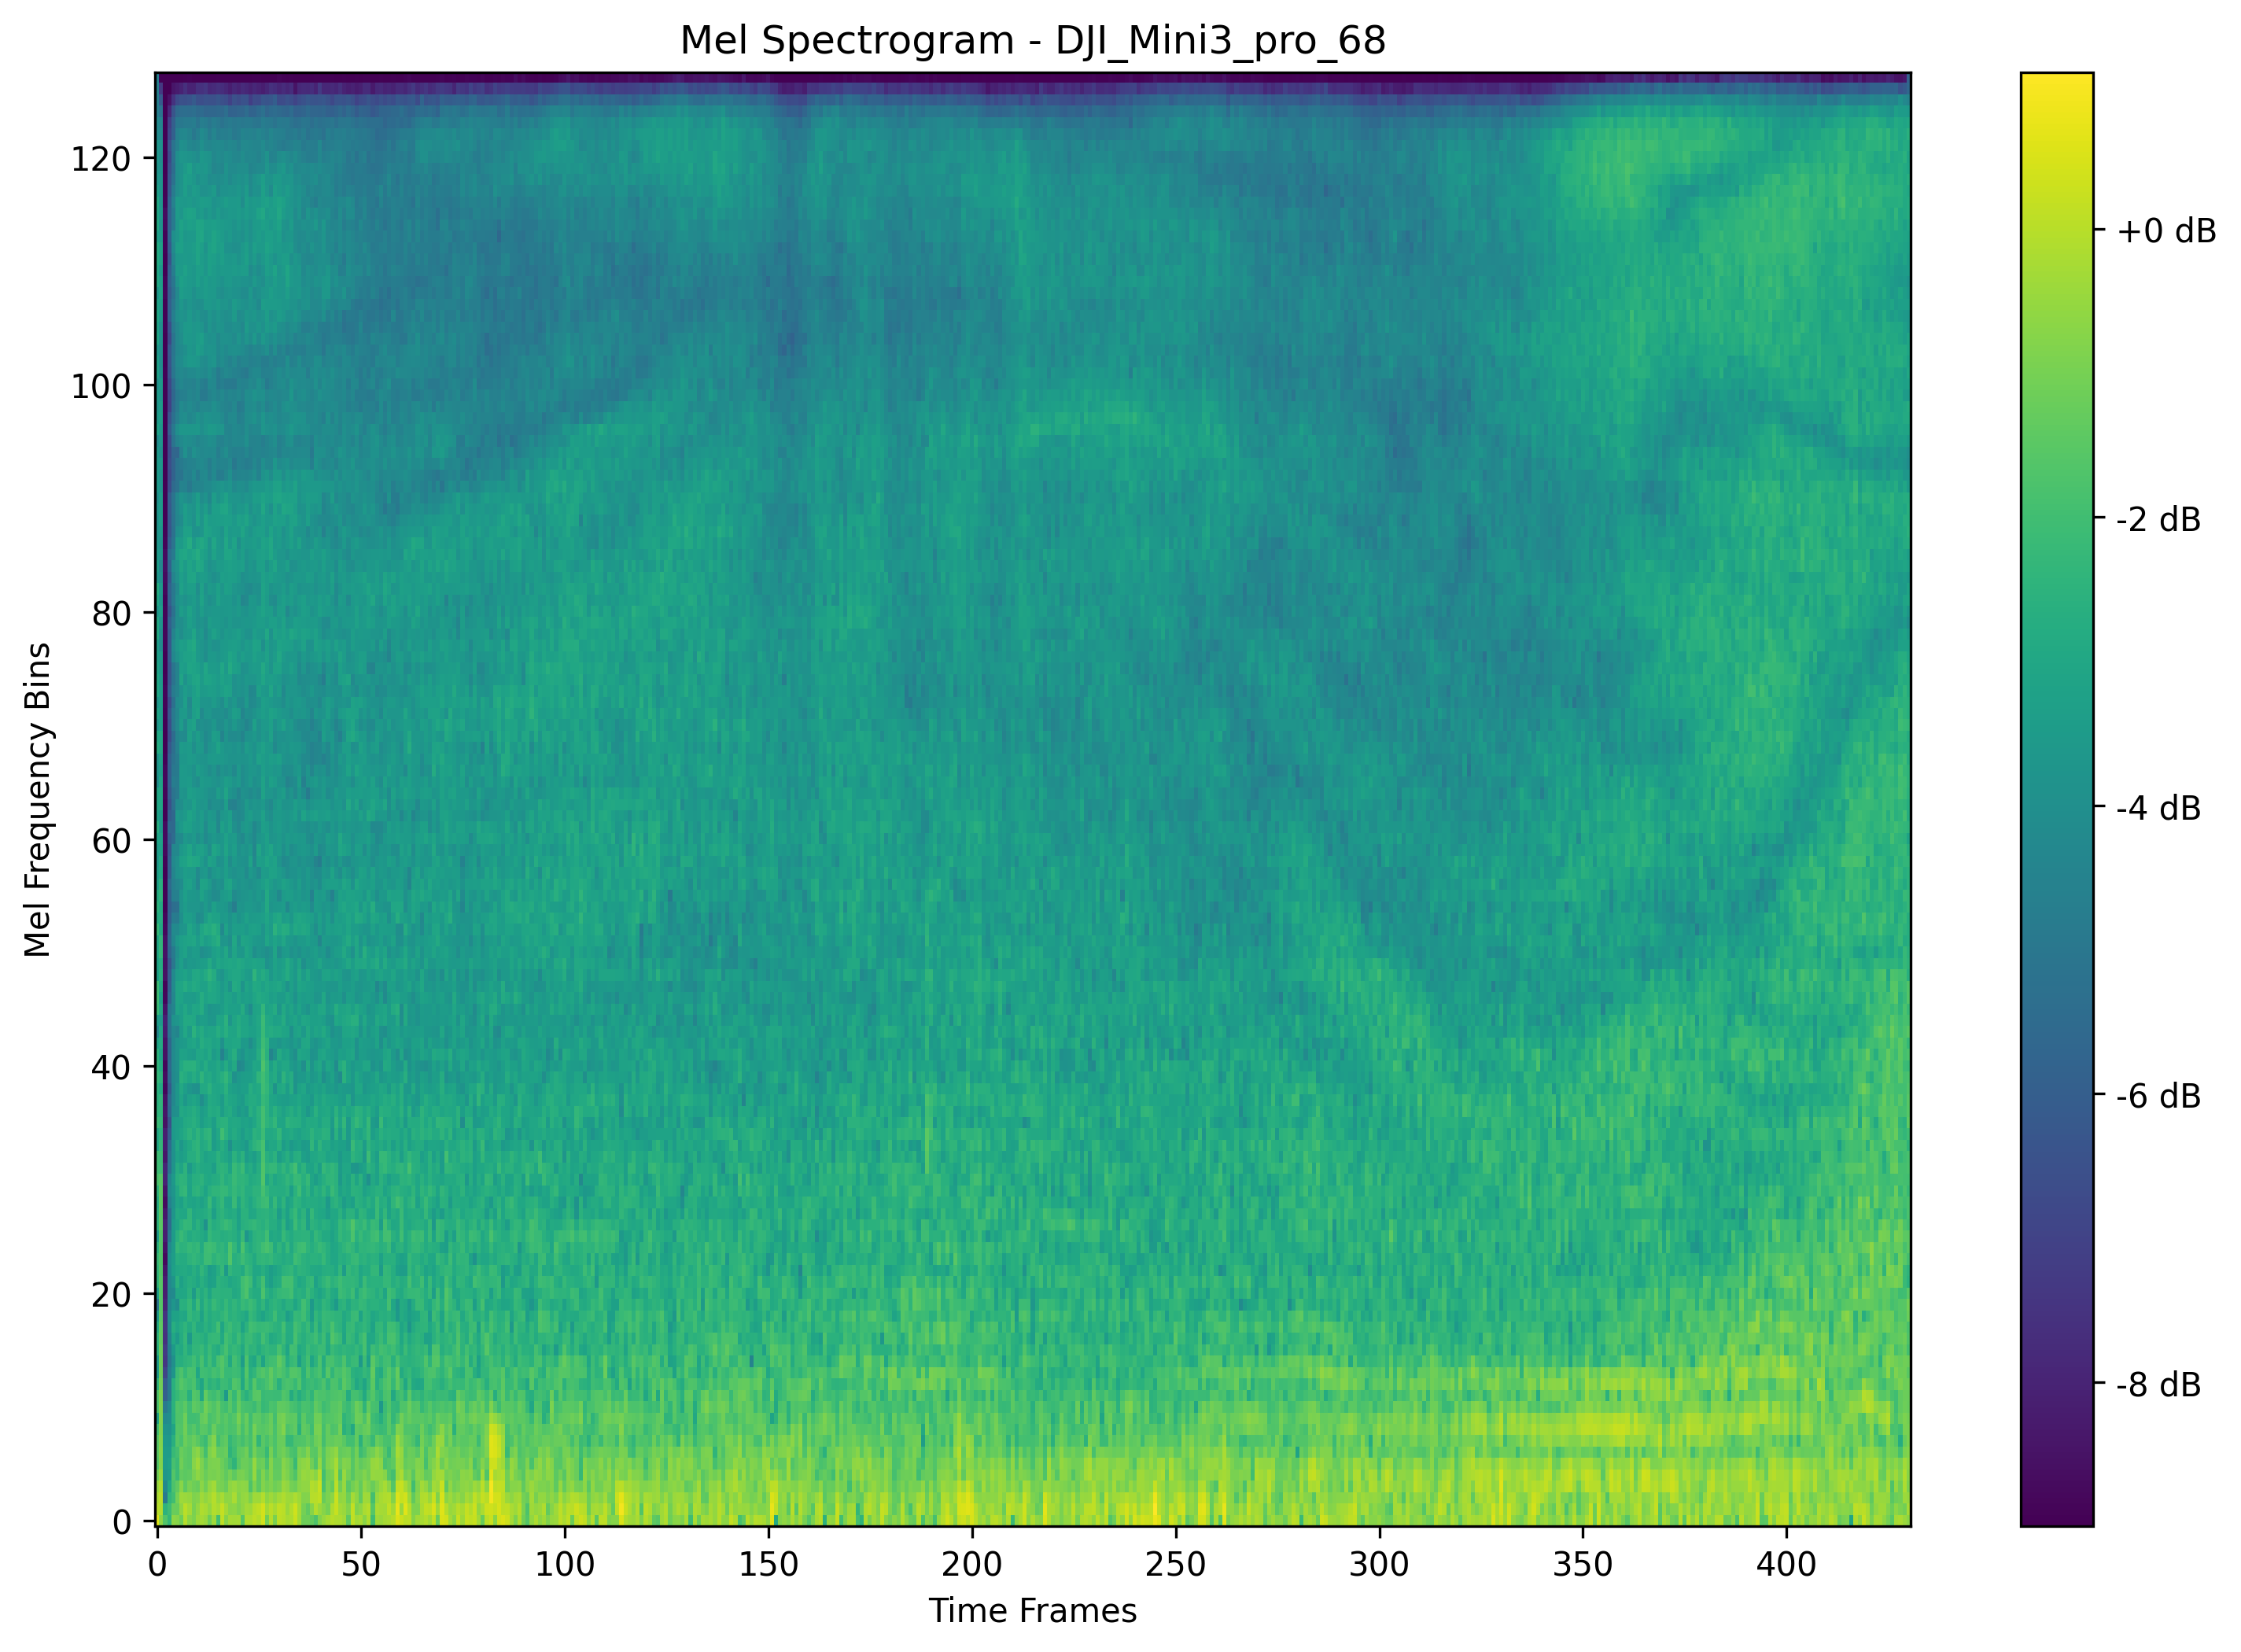 Mel Spectrogram - DJI_Mini3_pro_68
Mel Frequency Bins
120
100
80
60
40
20
0
0 50 100 150 200 250 300 350 400
Time Frames
+0 dB
-2 dB
-4 dB
-6 dB
-8 dB